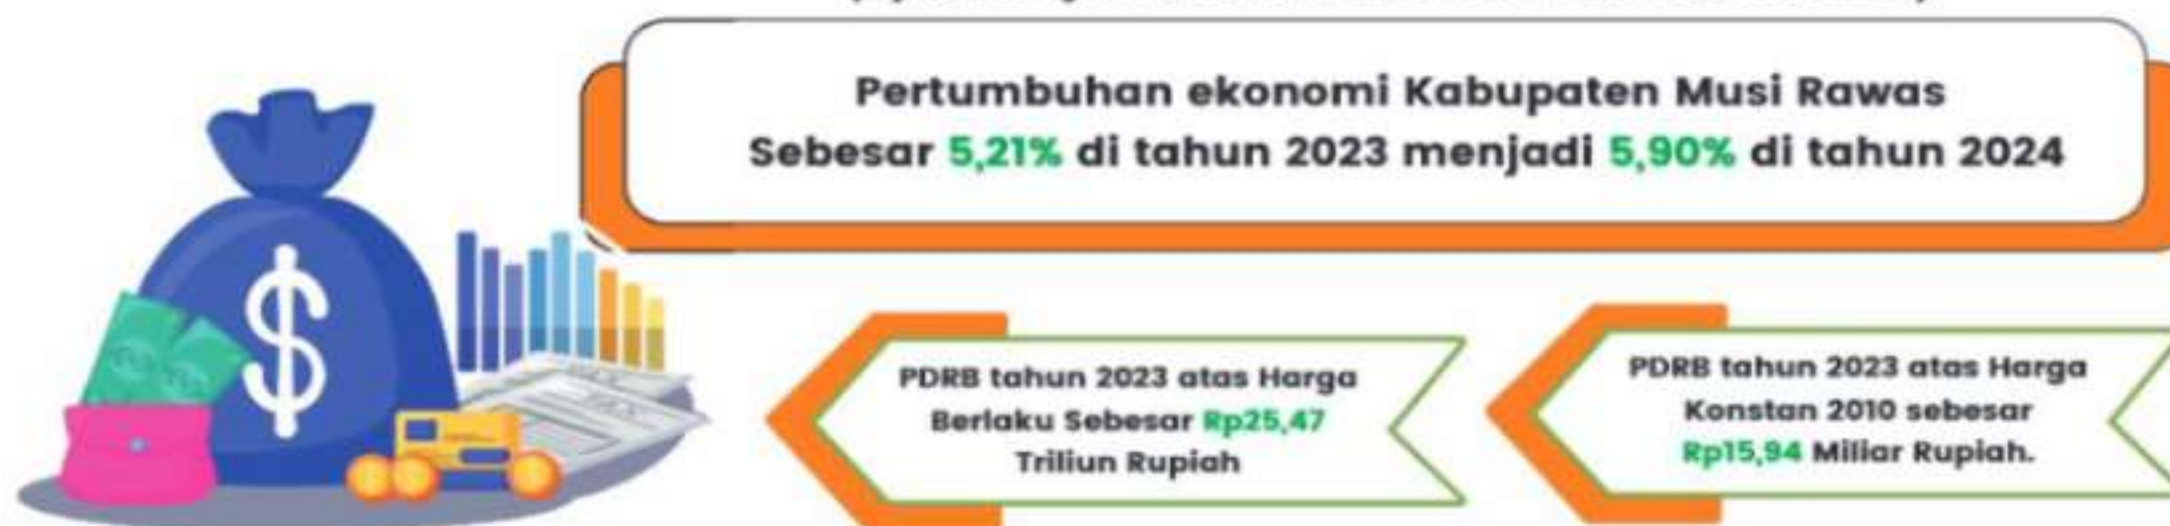 Pertumbuhan ekonomi Kabupaten Musi Rawas
Sebesar 5,21% di tahun 2023 menjadi 5,90% di tahun 2024
PDRB tahun 2023 atas Harga
Berlaku Sebesar Rp25,47
Triliun Rupiah
PDRB tahun 2023 atas Harga
Konstan 2010 sebesar
Rp15,94 Miliar Rupiah.